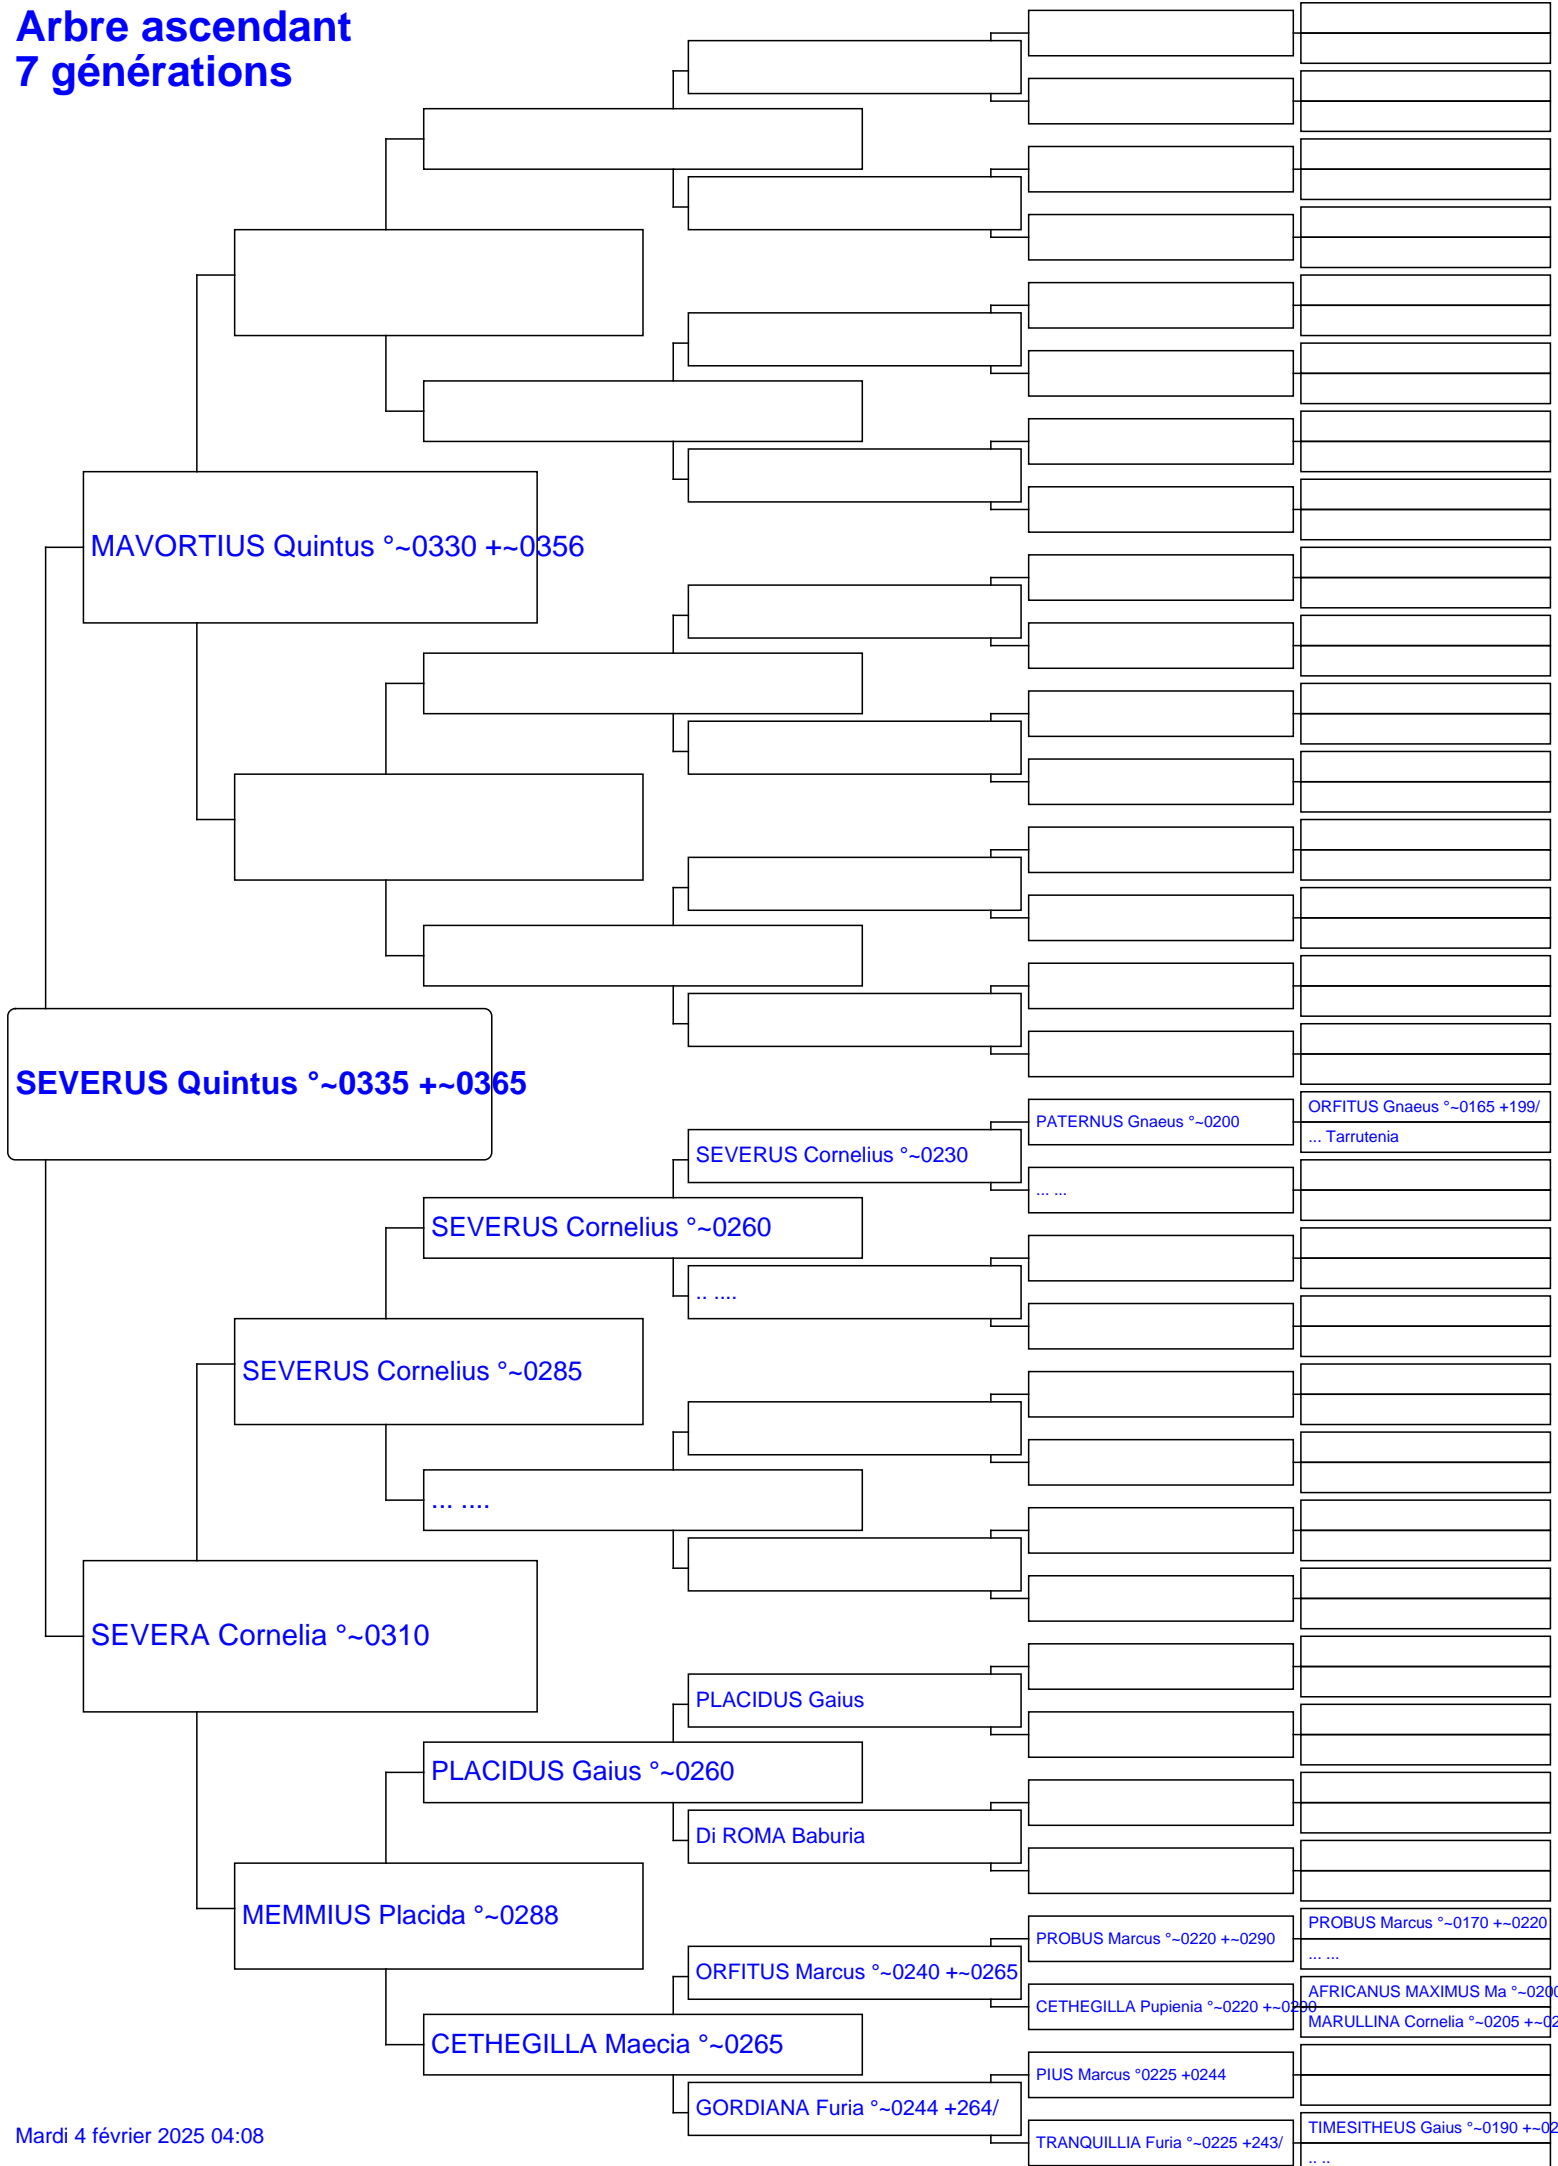 Arbre ascendant
7 générations
MAVORTIUS Quintus °~0330 +~0356
SEVERUS Quintus °~0335 +~0365
ORFITUS Gnaeus °~0165 +199/
PATERNUS Gnaeus °~0200
... Tarrutenia
SEVERUS Cornelius °~0230
... ...
SEVERUS Cornelius °~0260
.. ....
SEVERUS Cornelius °~0285
... ....
SEVERA Cornelia °~0310
PLACIDUS Gaius
PLACIDUS Gaius °~0260
Di ROMA Baburia
MEMMIUS Placida °~0288
PROBUS Marcus °~0170 +~0220
PROBUS Marcus °~0220 +~0290
... ...
ORFITUS Marcus °~0240 +~0265
AFRICANUS MAXIMUS Ma °~0200
CETHEGILLA Pupienia °~0220 +~0290
MARULLINA Cornelia °~0205 +~02
CETHEGILLA Maecia °~0265
PIUS Marcus °0225 +0244
GORDIANA Furia °~0244 +264/
TIMESITHEUS Gaius °~0190 +~02
TRANQUILLIA Furia °~0225 +243/
.. ..
Mardi 4 février 2025 04:08